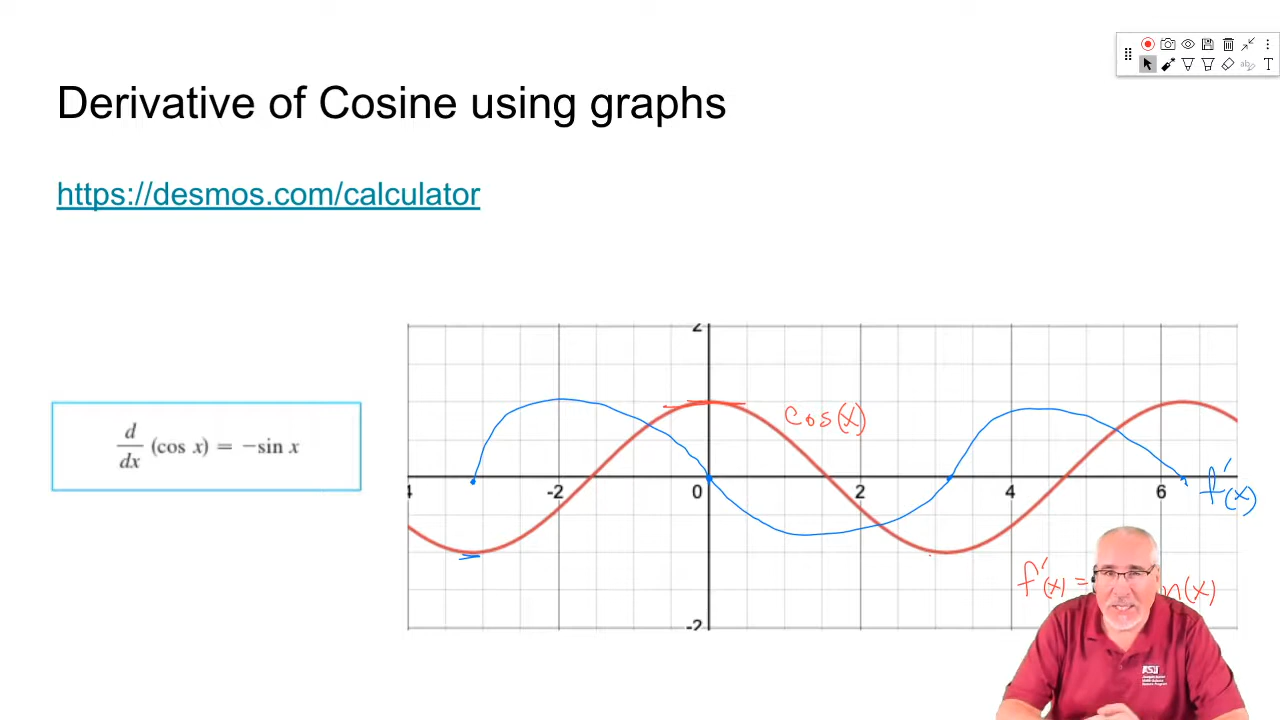 Derivative of Cosine using graphs
https://desmos.com/calculator
d/dx (cos x) = −sin x
2
cos(x)
-2 0 2 4 6
f'(x)
f'(x) = n(x)
-2
ASU